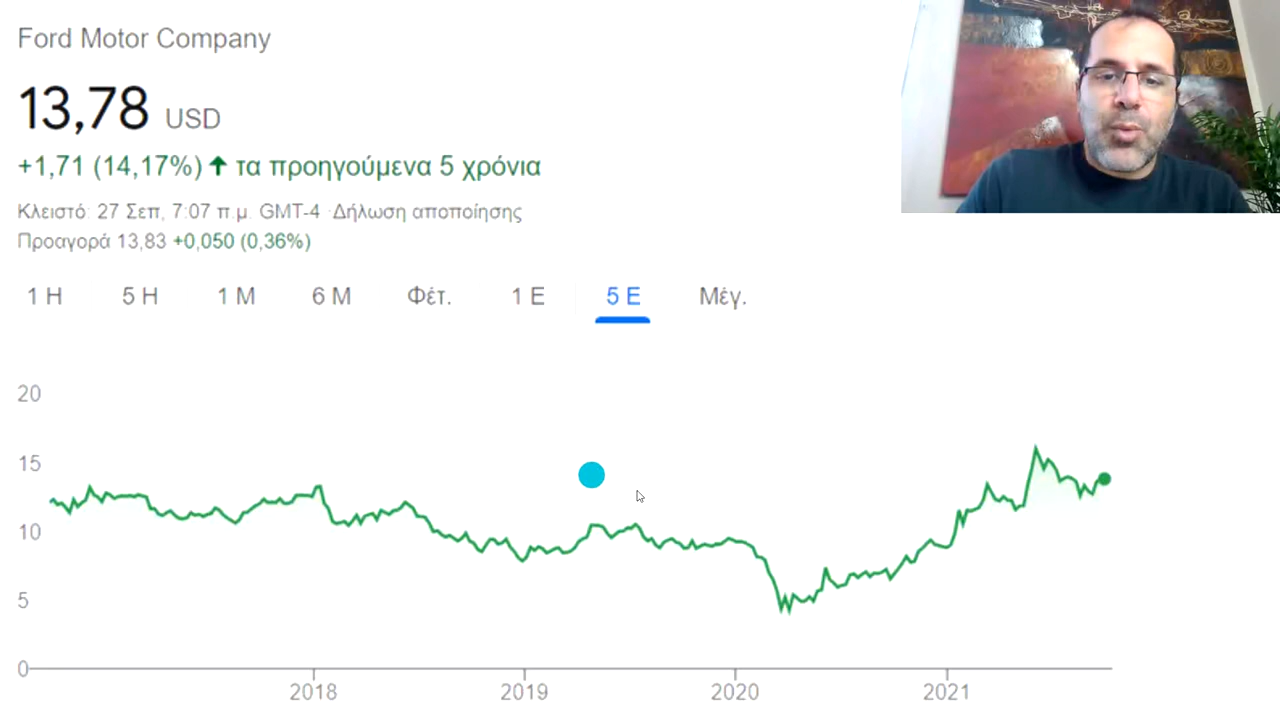 Ford Motor Company
13,78 USD
+1,71 (14,17%) ↑ τα προηγούμενα 5 χρόνια
Κλειστό: 27 Σεπ, 7:07 π.μ. GMT-4 · Δήλωση αποποίησης
Προαγορά 13,83 +0,050 (0,36%)
1 Η 5 Η 1 Μ 6 Μ Φέτ. 1 Ε 5 Ε Μέγ.
20
15
10
5
0
2018 2019 2020 2021